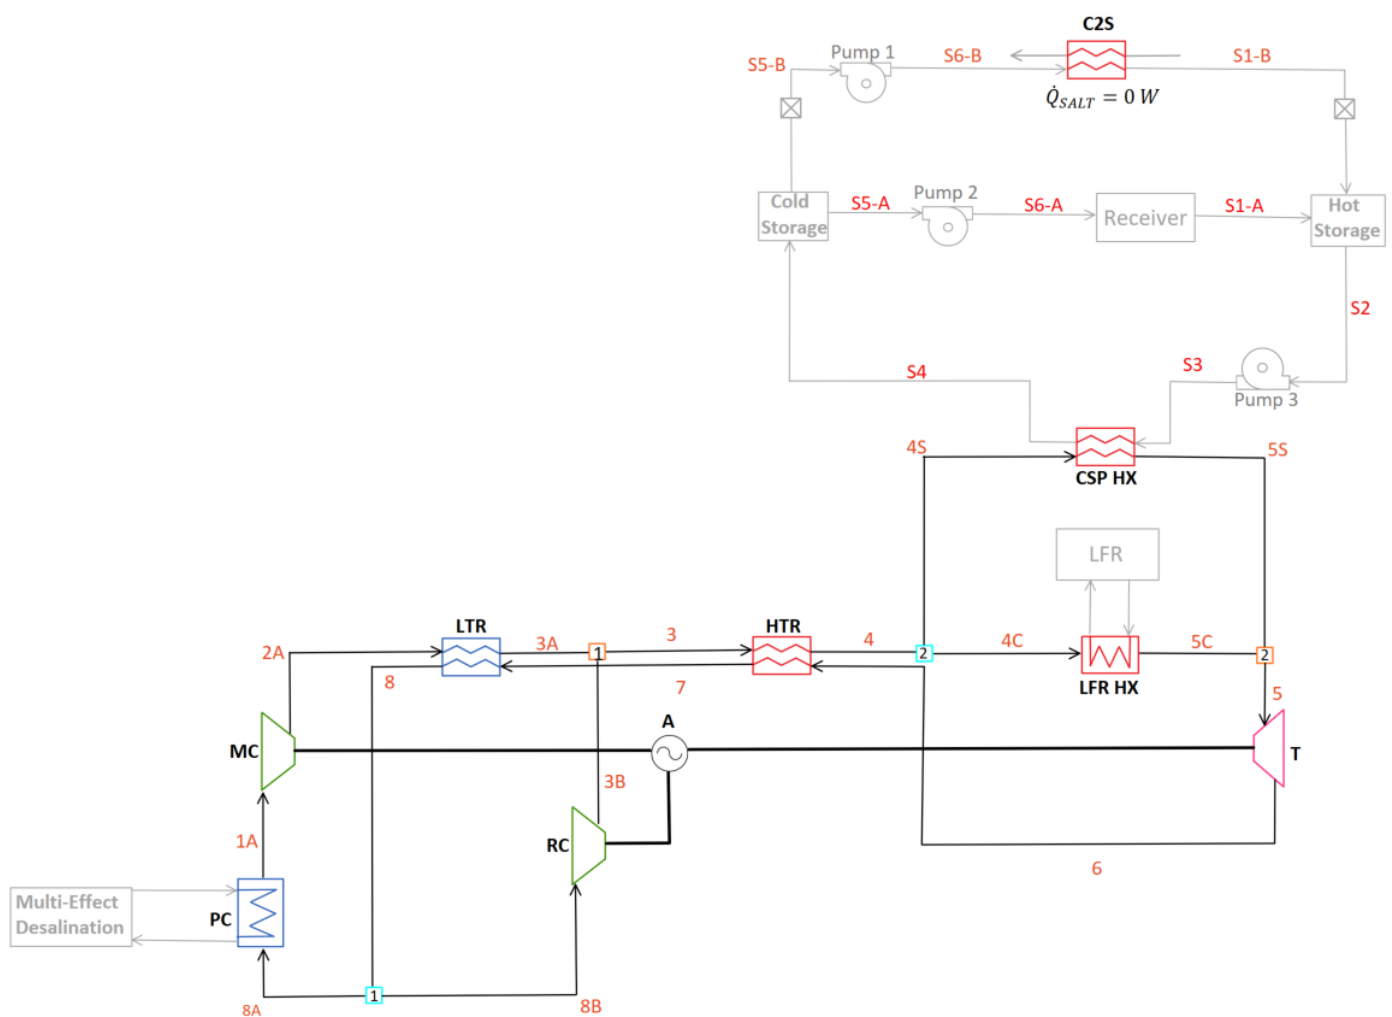 C2S
Pump 1
S5-B
S6-B
S1-B
Q̇SALT = 0 W
Cold
Storage
S5-A
Pump 2
S6-A
Receiver
S1-A
Hot
Storage
S2
S4
S3
Pump 3
4S
5S
CSP HX
LFR
LTR
HTR
2A
3A
1
3
4
2
4C
5C
2
8
7
LFR HX
5
A
MC
T
3B
1A
RC
6
Multi-Effect
Desalination
PC
1
8A
8B